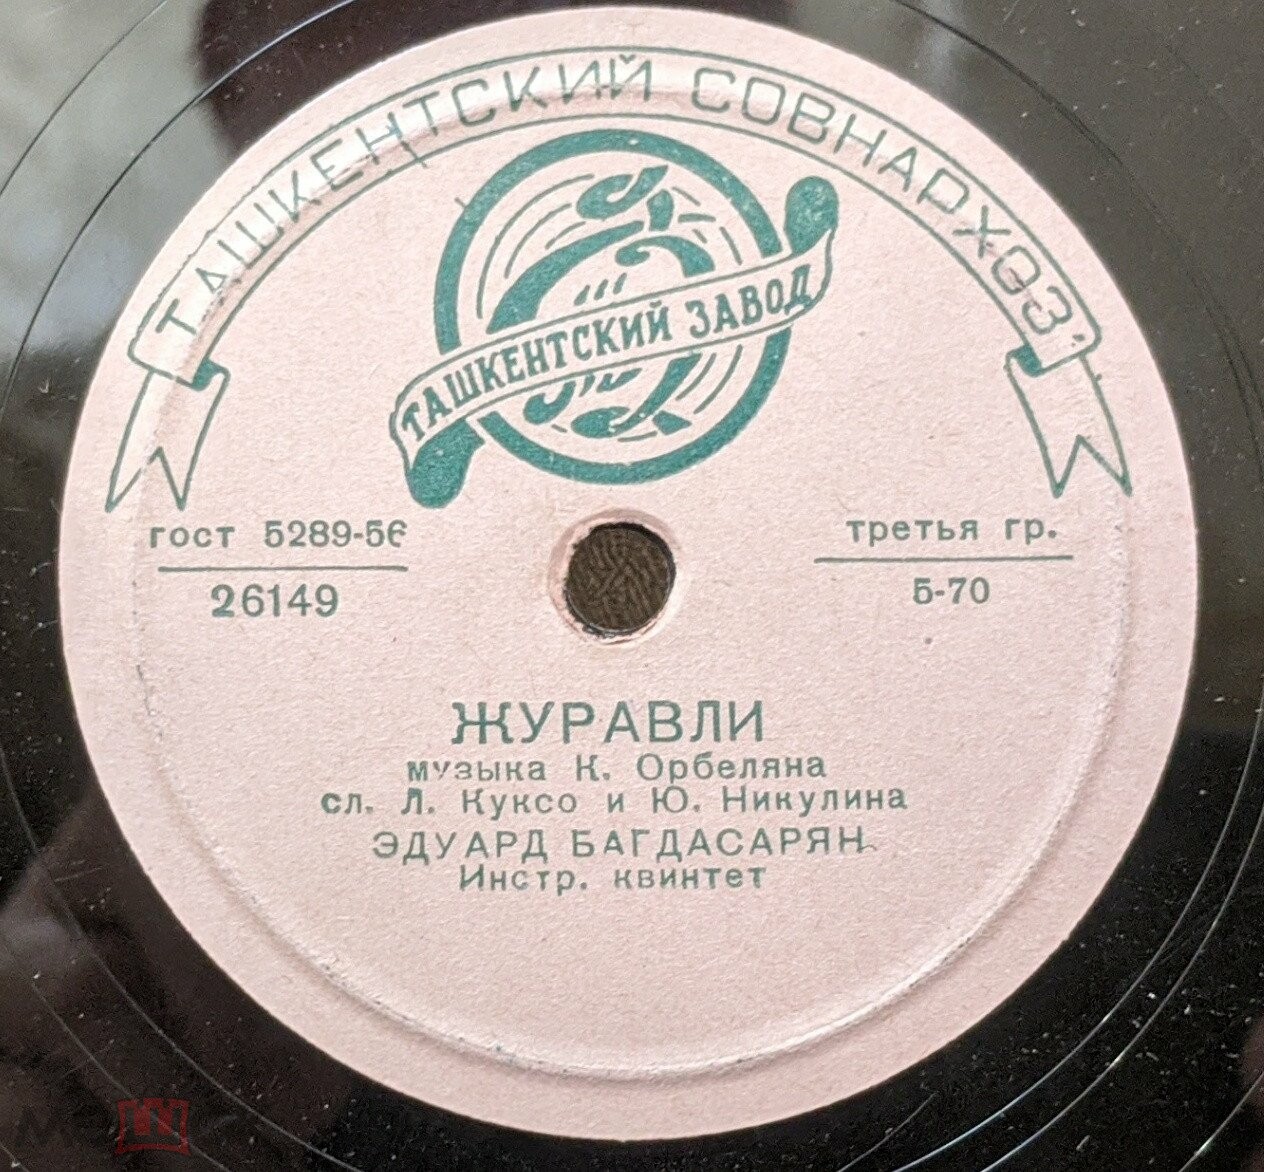 ТАШКЕНТСКИЙ СОВНАРХОЗ
ТАШКЕНТСКИЙ ЗАВОД
гост 5289-56
26149
третья гр.
5-70
ЖУРАВЛИ
музыка К. Орбеляна
сл. Л. Куксо и Ю. Никулина
ЭДУАРД БАГДАСАРЯН
Инстр. квинтет